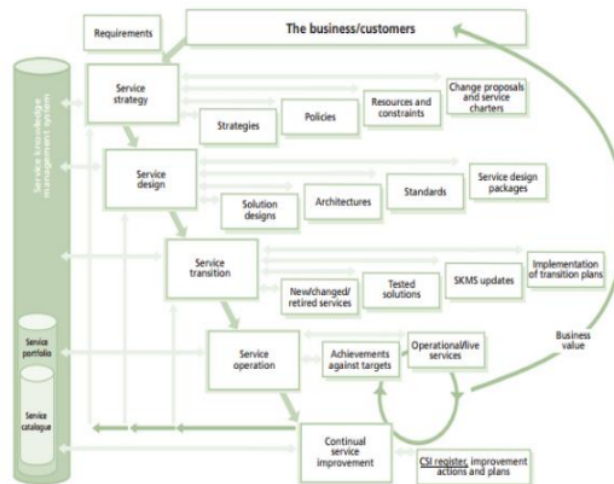 Requirements
The business/customers
Service knowledge
management system
Service
strategy
Strategies
Policies
Resources and
constraints
Change proposals
and service
charters
Service
design
Solution
designs
Architectures
Standards
Service design
packages
Service
transition
New/changed/
retired services
Tested
solutions
SKMS updates
Implementation
of transition plans
Service
portfolio
Service
operation
Achievements
against targets
Operational/live
services
Business
value
Service
catalogue
Continual
service
improvement
CSI register, improvement
actions and plans